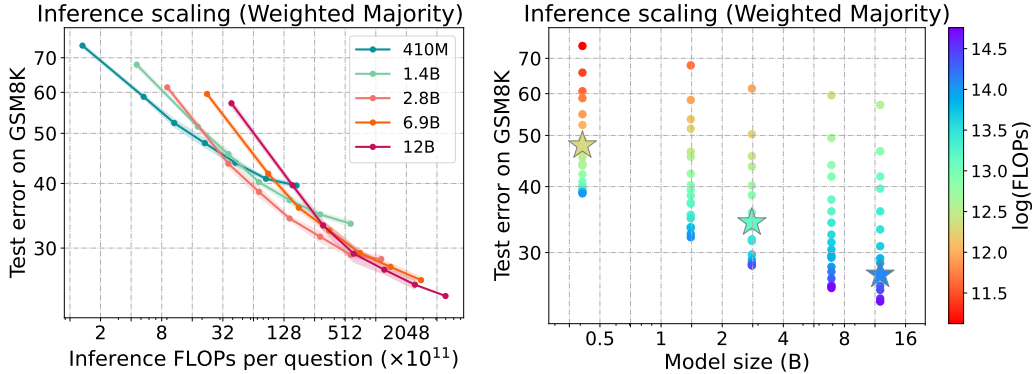 Inference scaling (Weighted Majority)
Test error on GSM8K
70
60
50
40
30
410M
1.4B
2.8B
6.9B
12B
2 8 32 128 512 2048
Inference FLOPs per question (×10¹¹)
Inference scaling (Weighted Majority)
Test error on GSM8K
70
60
50
40
30
0.5 1 2 4 8 16
Model size (B)
14.5
14.0
13.5
13.0
12.5
12.0
11.5
log(FLOPs)